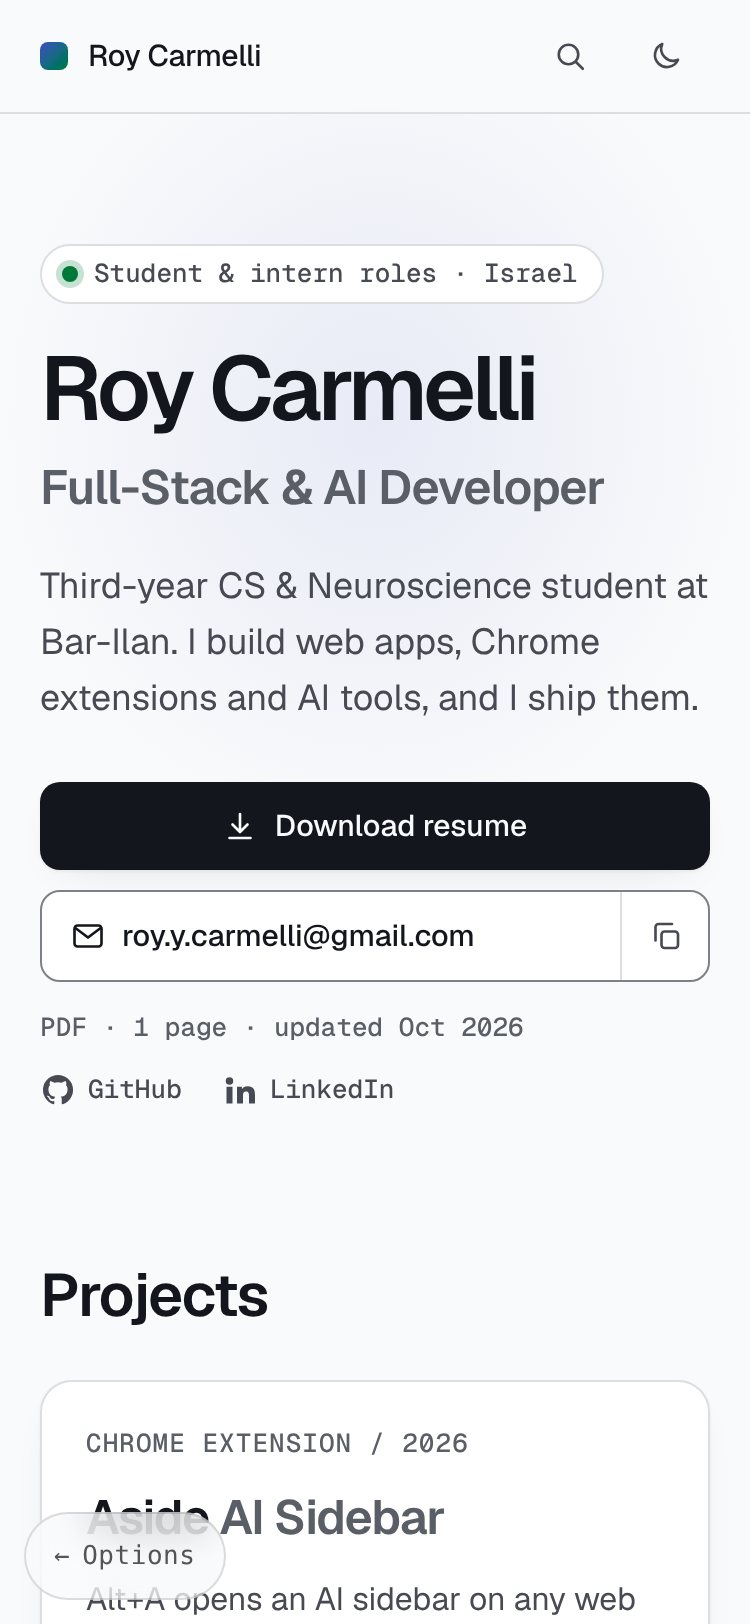 Roy Carmelli
Student & intern roles · Israel
Roy Carmelli
Full-Stack & AI Developer
Third-year CS & Neuroscience student at
Bar-Ilan. I build web apps, Chrome
extensions and AI tools, and I ship them.
Download resume
roy.y.carmelli@gmail.com
PDF · 1 page · updated Oct 2026
GitHub LinkedIn
Projects
CHROME EXTENSION / 2026
Aside AI Sidebar
← Options
Alt+A opens an AI sidebar on any web